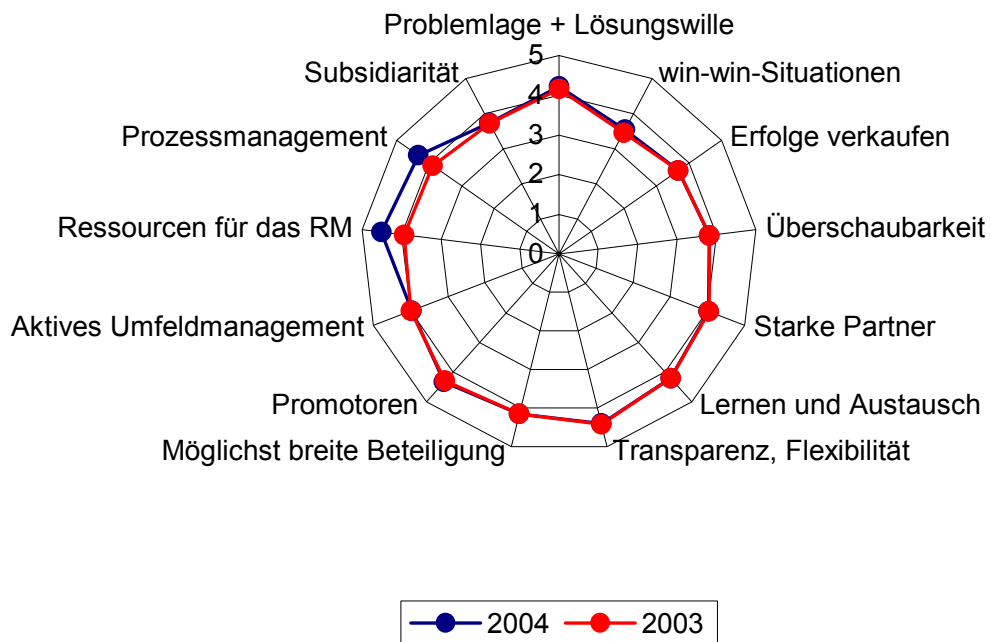 Problemlage + Lösungswille
Subsidiarität
5
win-win-Situationen
4
Prozessmanagement
3
Erfolge verkaufen
2
Ressourcen für das RM
1
Überschaubarkeit
0
Aktives Umfeldmanagement
Starke Partner
Promotoren
Lernen und Austausch
Möglichst breite Beteiligung
Transparenz, Flexibilität
2004
2003